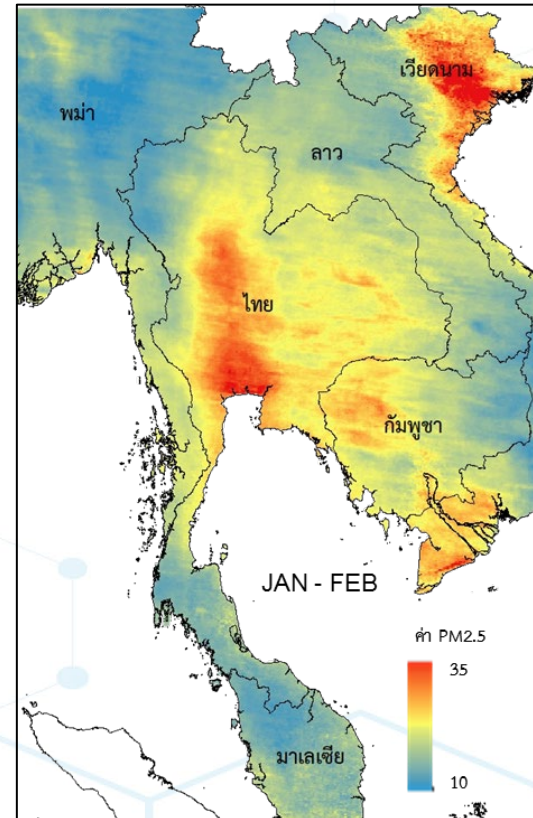 เวียดนาม
พม่า
ลาว
ไทย
กัมพูชา
JAN - FEB
ค่า PM2.5
35
10
มาเลเซีย